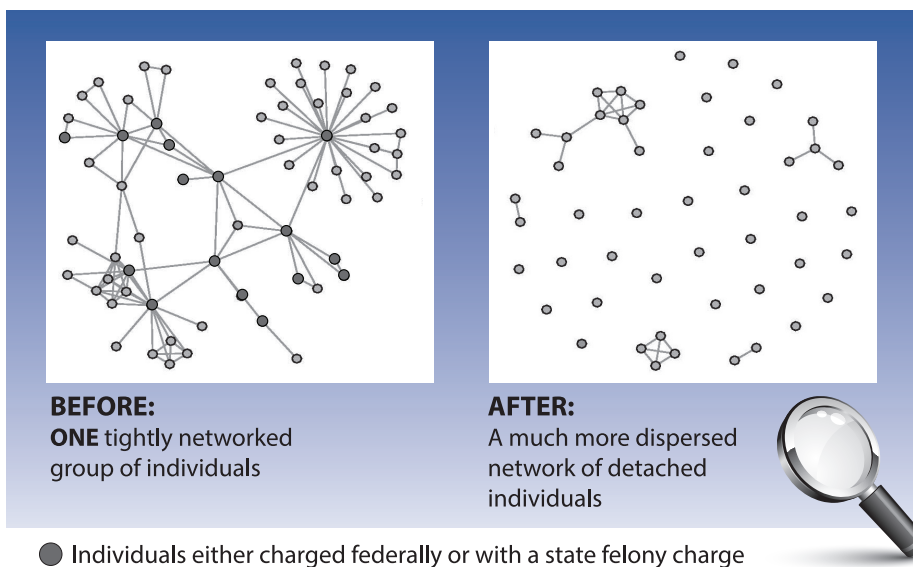 BEFORE:
ONE tightly networked
group of individuals
AFTER:
A much more dispersed
network of detached
individuals
Individuals either charged federally or with a state felony charge